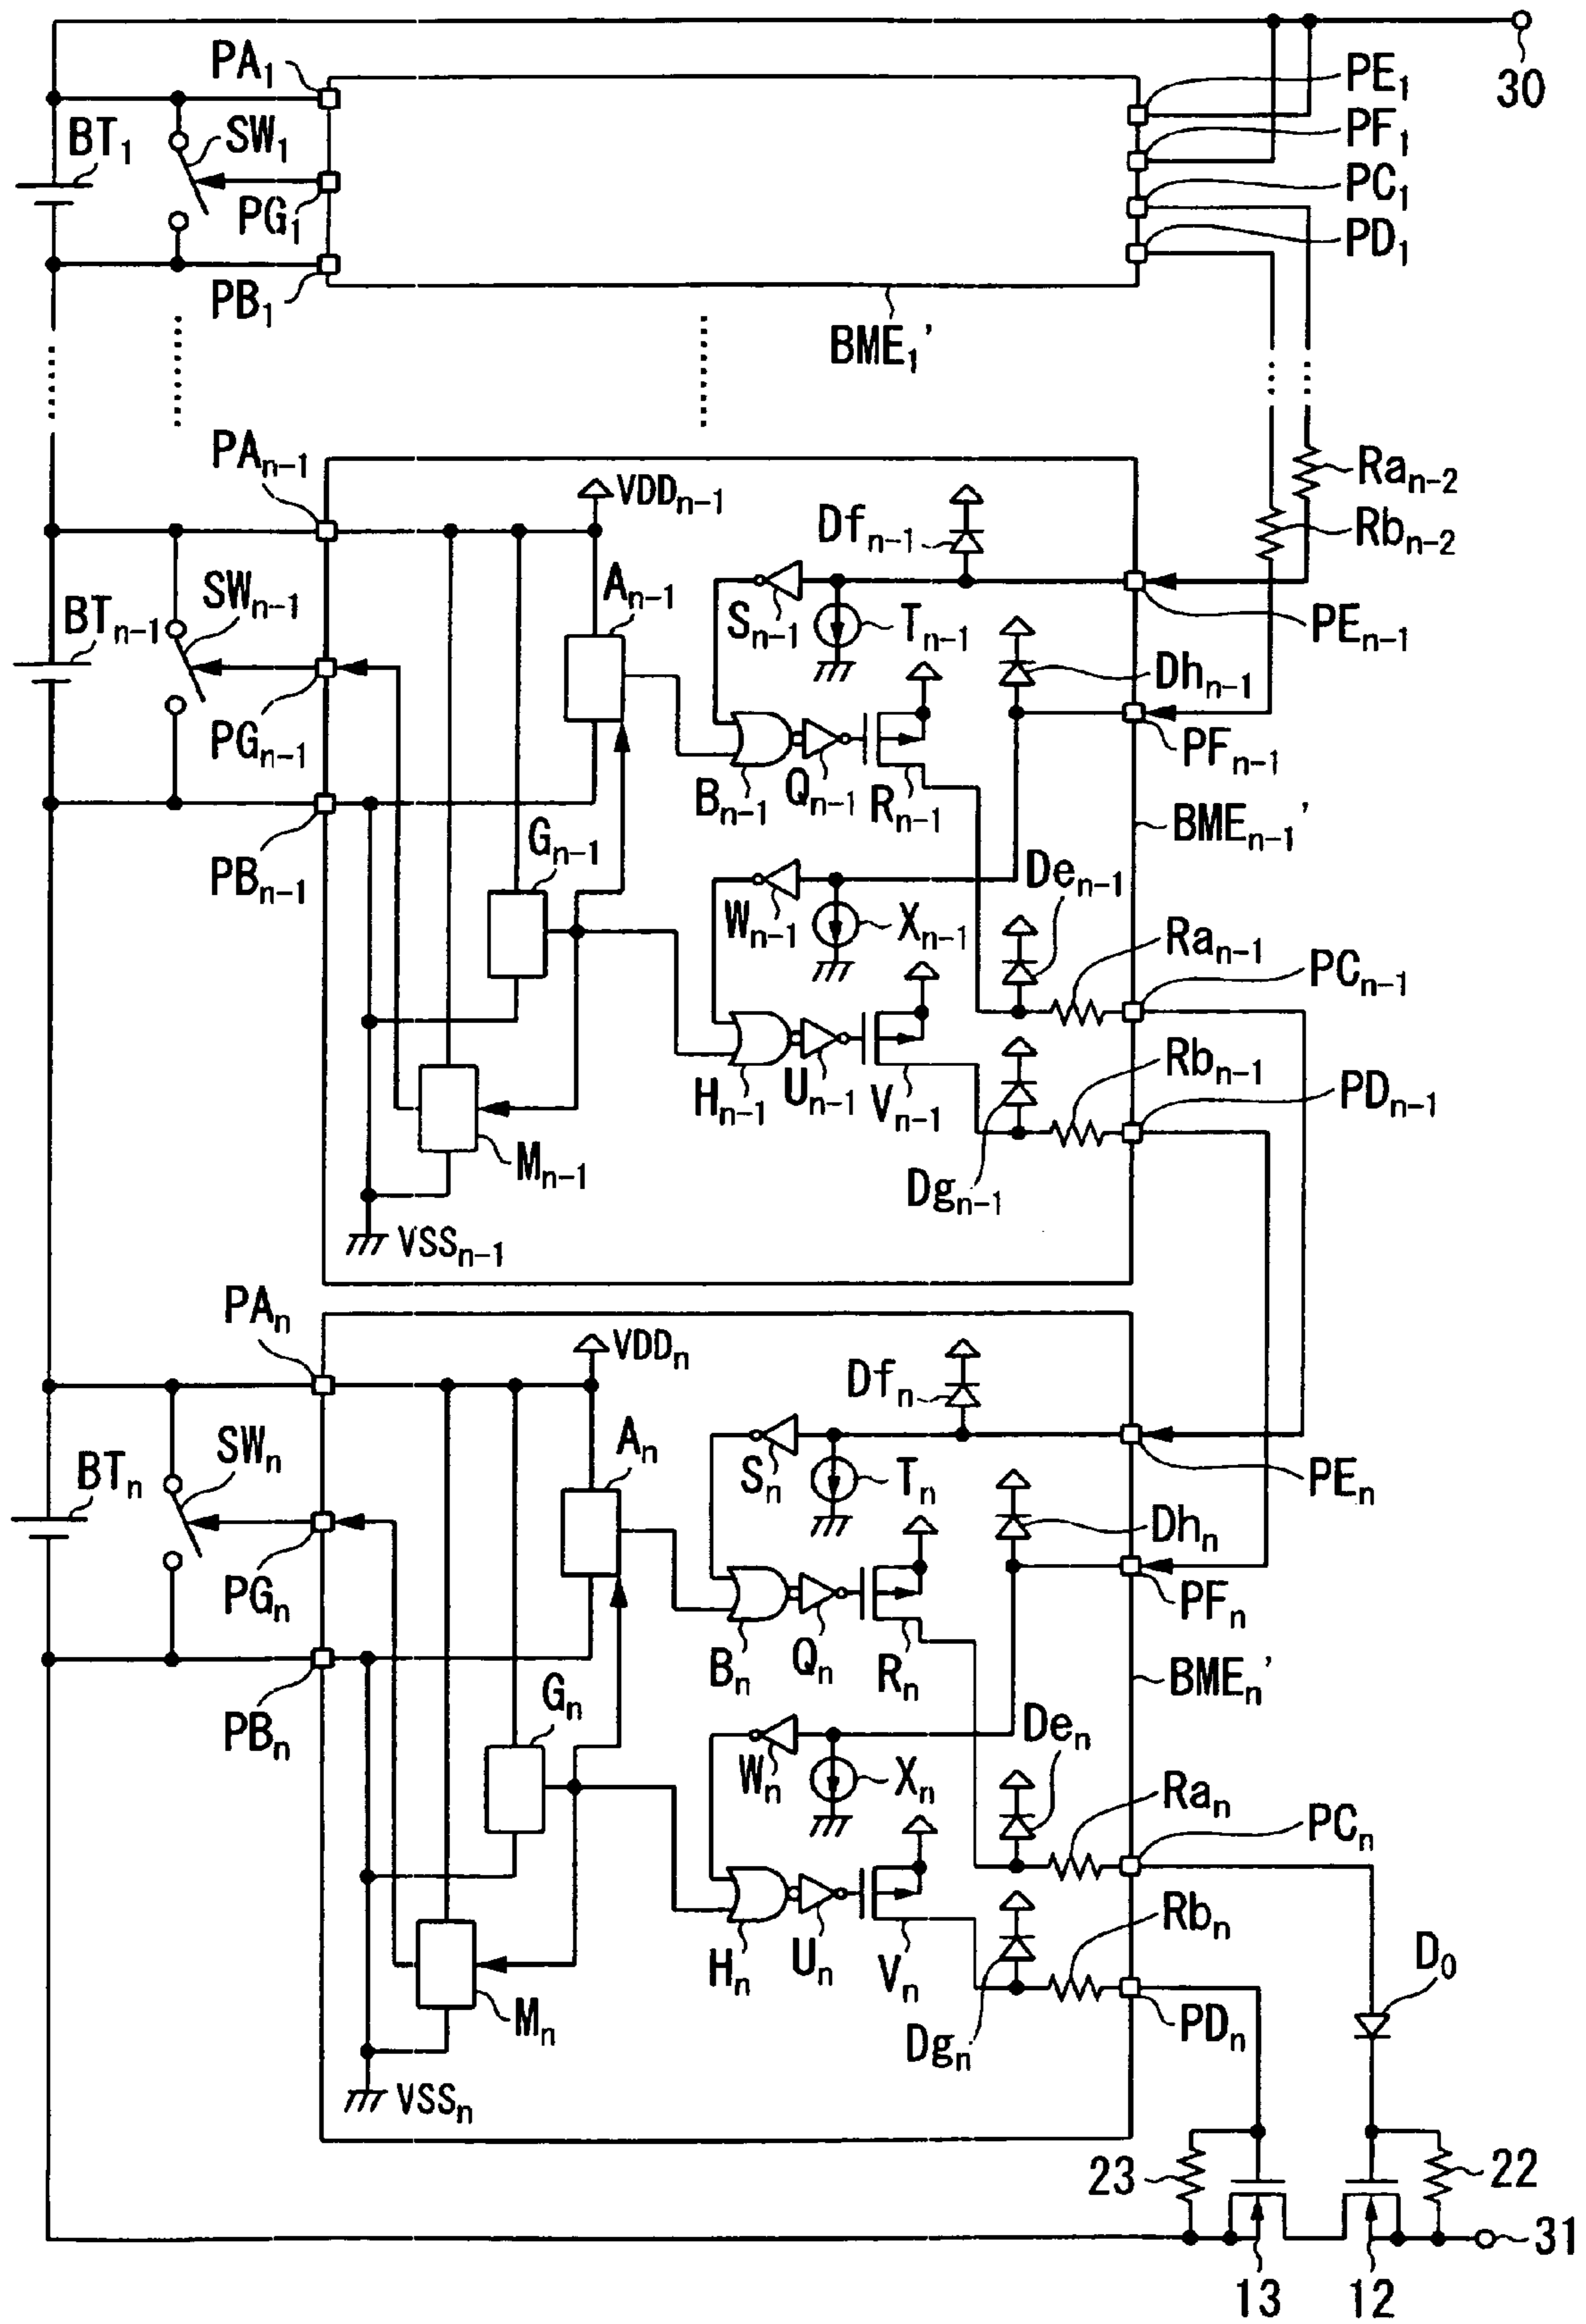 30
PA1
PE1
PF1
BT1
SW1
PC1
PG1
PD1
PB1
BME1'
PAn-1
Ran-2
VDDn-1
Dfn-1
Rbn-2
An-1
SWn-1
BTn-1
Sn-1
Tn-1
PEn-1
Dhn-1
PGn-1
PFn-1
Bn-1
Qn-1
Rn-1
BMEn-1'
Gn-1
PBn-1
Den-1
Wn-1
Xn-1
Ran-1
PCn-1
Rbn-1
PDn-1
Hn-1
Un-1
Vn-1
Mn-1
Dgn-1
VSSn-1
PAn
VDDn
Dfn
An
SWn
BTn
Sn
Tn
PEn
Dhn
PGn
PFn
Bn
Qn
Rn
BMEn'
Gn
PBn
Den
Wn
Xn
Ran
PCn
Rbn
Hn
Un
Vn
D0
Mn
PDn
Dgn
VSSn
23
22
31
13
12